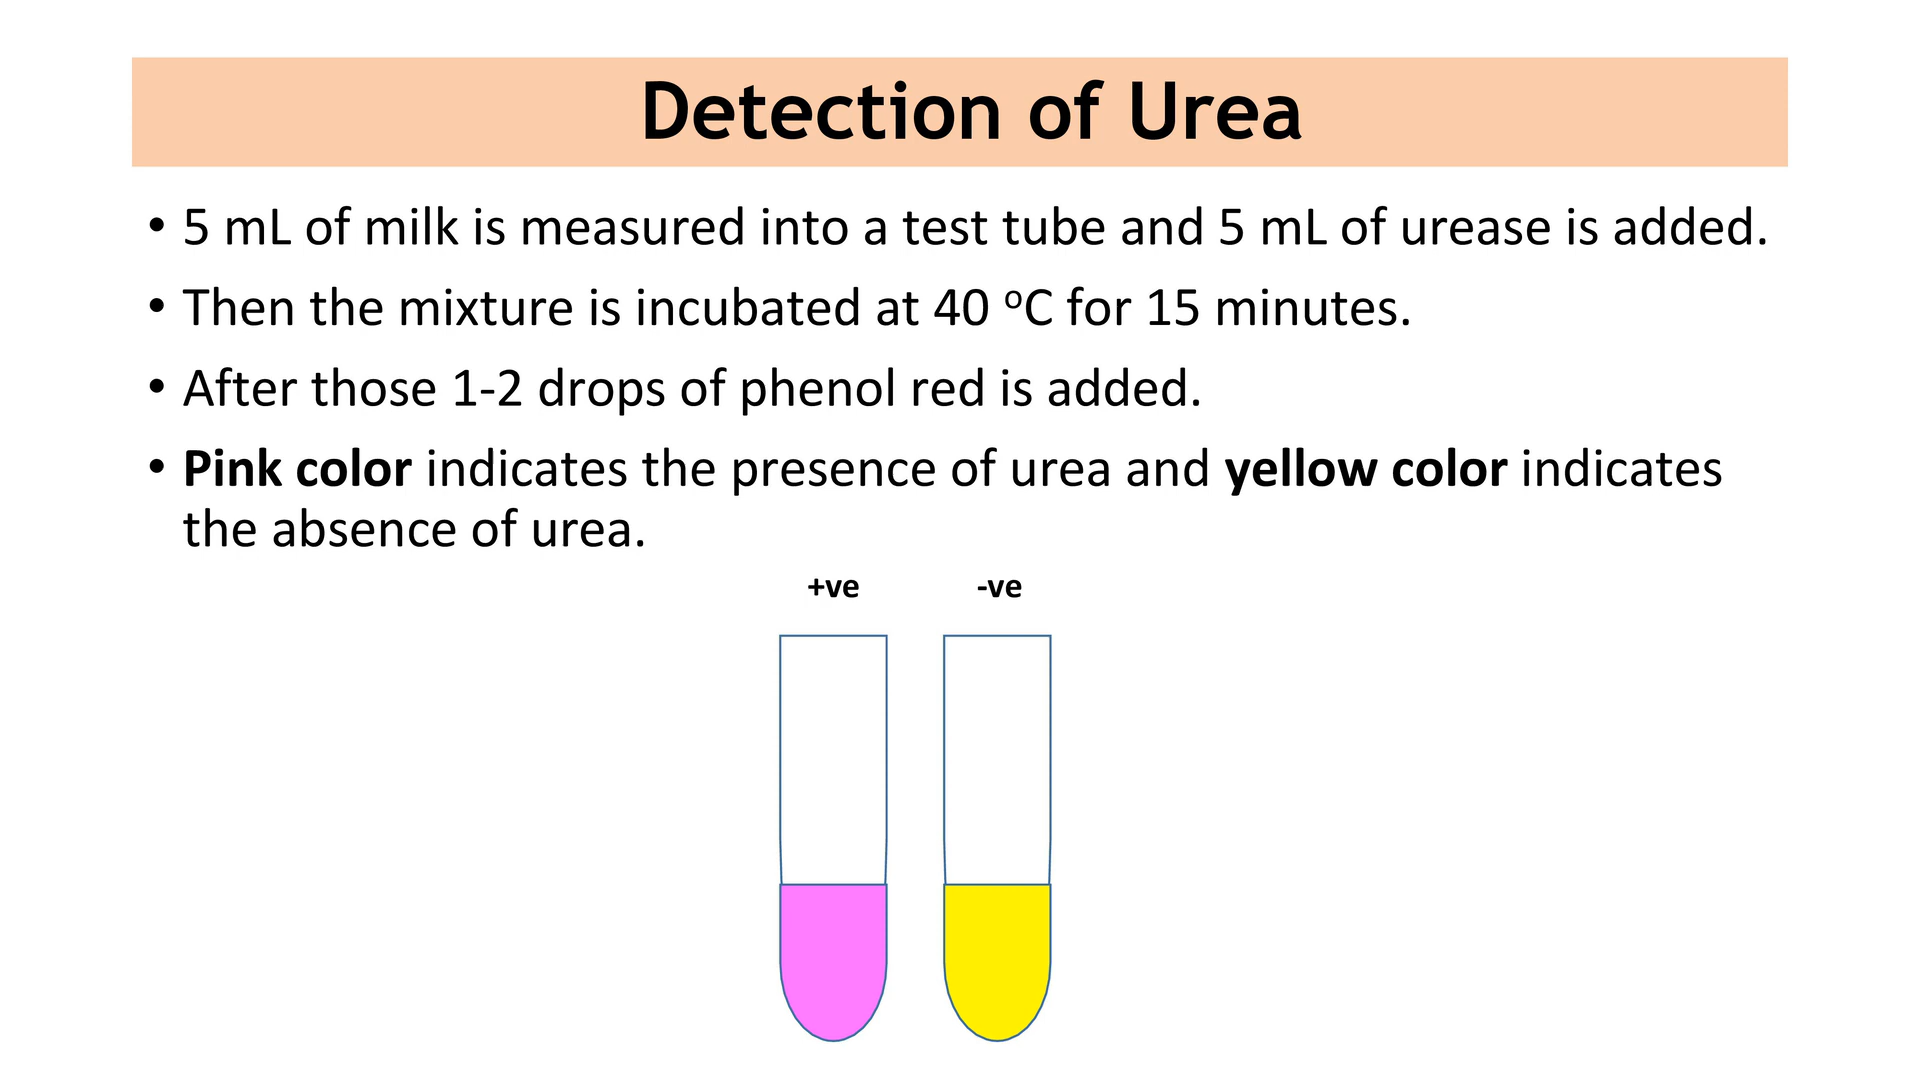 Detection of Urea
• 5 mL of milk is measured into a test tube and 5 mL of urease is added.
• Then the mixture is incubated at 40 ºC for 15 minutes.
• After those 1-2 drops of phenol red is added.
• Pink color indicates the presence of urea and yellow color indicates
the absence of urea.
+ve -ve